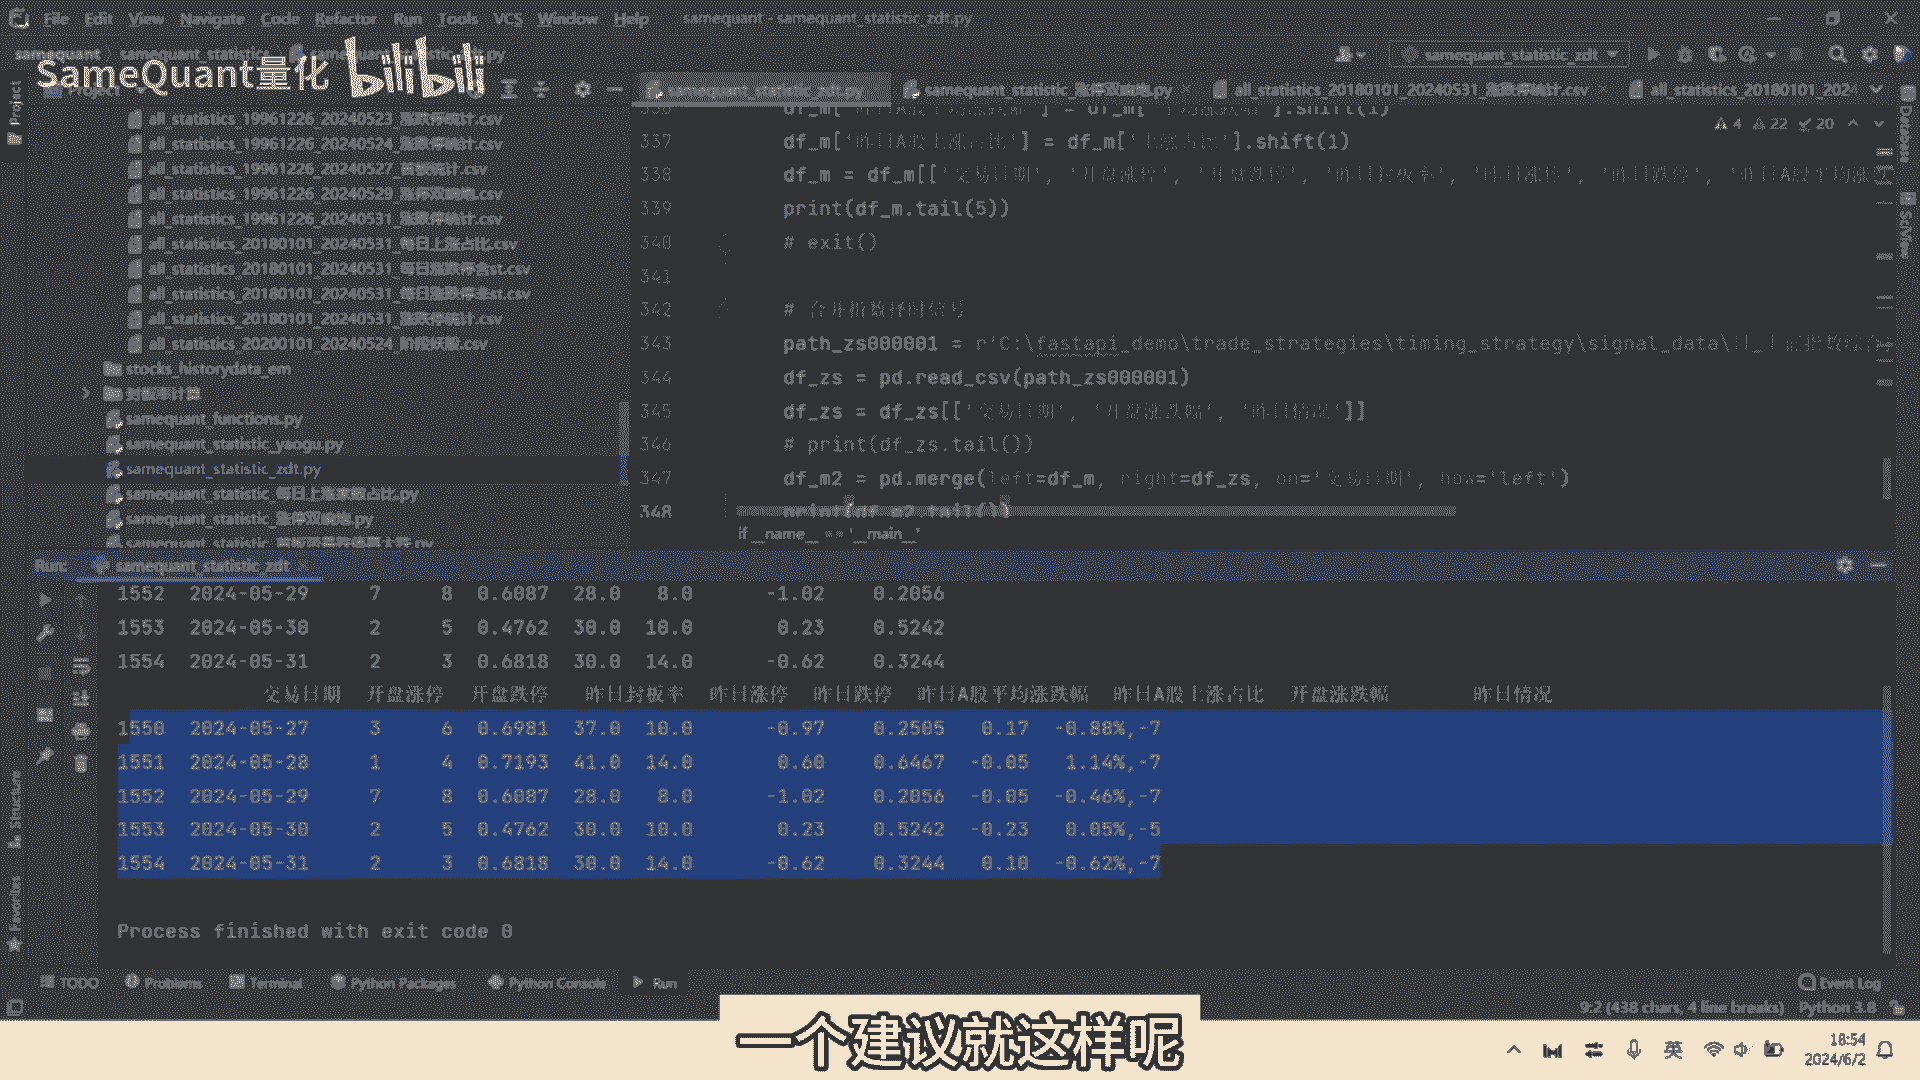 File Edit View Navigate Code Refactor Run Tools VCS Window Help samequant - samequant_statistic_zdt.py
samequant samequant_statistics
SameQuant量化 bilibili
samequant_statistic_zdt
Project
samequant_statistic_zdt.py samequant_statistic_涨停双响炮.py all_statistics_20180101_20240531_涨跌停统计.csv all_statistics_20180101_202
4 22 20
all_statistics_19961226_20240523_涨跌停统计.csv
all_statistics_19961226_20240524_涨跌停统计.csv
all_statistics_19961226_20240527_首板统计.csv
all_statistics_19961226_20240529_涨停双响炮.csv
all_statistics_19961226_20240531_涨跌停统计.csv
all_statistics_20180101_20240531_每日上涨占比.csv
all_statistics_20180101_20240531_每日涨跌停含st.csv
all_statistics_20180101_20240531_每日涨跌停非st.csv
all_statistics_20180101_20240531_涨跌停统计.csv
all_statistics_20200101_20240524_阶段妖股.csv
stocks_historydata_em
samequant_functions.py
samequant_statistic_yaogu.py
samequant_statistic_zdt.py
samequant_statistic_涨停双响炮.py
337 df_m['昨日A股上涨占比'] = df_m['上涨占比'].shift(1)
338 df_m = df_m[['交易日期', '开盘涨停', '开盘跌停', '昨日封板率', '昨日涨停', '昨日跌停', '昨日A股平均涨跌
339 print(df_m.tail(5))
340 # exit()
341
342 # 合并指数择时信号
343 path_zs000001 = r'C:\fastapi_demo\trade_strategies\timing_strategy\signal_data\
344 df_zs = pd.read_csv(path_zs000001)
345 df_zs = df_zs[['交易日期', '开盘涨跌幅', '昨日情况']]
346 # print(df_zs.tail())
347 df_m2 = pd.merge(left=df_m, right=df_zs, on='交易日期', how='left')
348 print(df_m2.tail())
if __name__ == '__main__'
Run: samequant_statistic_zdt
1552 2024-05-29 7 8 0.6087 28.0 8.0 -1.02 0.2056
1553 2024-05-30 2 5 0.4762 30.0 10.0 0.23 0.5242
1554 2024-05-31 2 3 0.6818 30.0 14.0 -0.62 0.3244
交易日期 开盘涨停 开盘跌停 昨日封板率 昨日涨停 昨日跌停 昨日A股平均涨跌幅 昨日A股上涨占比 开盘涨跌幅 昨日情况
1550 2024-05-27 3 6 0.6981 37.0 10.0 -0.97 0.2505 0.17 -0.88%,-7
1551 2024-05-28 1 4 0.7193 41.0 14.0 0.60 0.6467 -0.05 1.14%,-7
1552 2024-05-29 7 8 0.6087 28.0 8.0 -1.02 0.2056 -0.05 -0.46%,-7
1553 2024-05-30 2 5 0.4762 30.0 10.0 0.23 0.5242 -0.23 0.05%,-5
1554 2024-05-31 2 3 0.6818 30.0 14.0 -0.62 0.3244 0.10 -0.62%,-7
Process finished with exit code 0
Database
SciView
Structure
Favorites
TODO Problems Terminal Python Packages Python Console Run Event Log
9:2 (438 chars, 4 line breaks) Python 3.8
一个建议就这样呢
英
18:54
2024/6/2